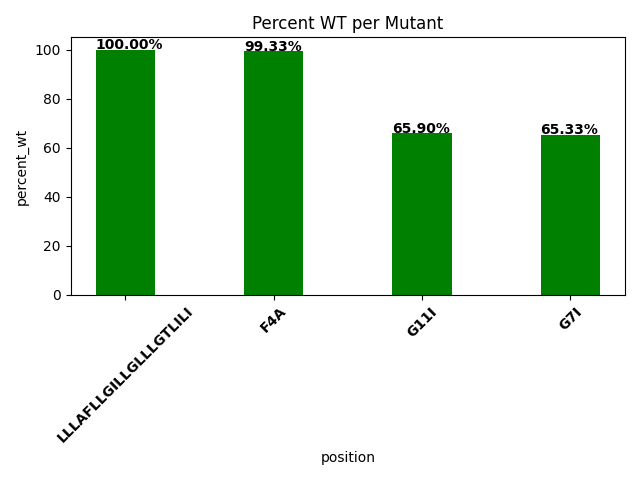 Percent WT per Mutant
percent_wt
100
80
60
40
20
0
100.00%
99.33%
65.90%
65.33%
LLLAFLLGILLGLLLGTLILI
F4A
G11I
G7I
position